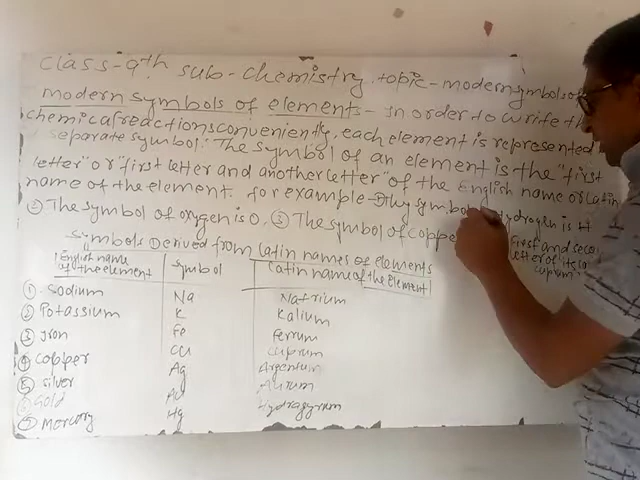 Class-9th. Sub-Chemistry. topic-modern symbols of
modern symbols of elements- in order to write the
chemical reactions conveniently, each element is represented
separate symbol. The symbol of an element is the "first
letter" or "first letter and another letter" of the English name or Latin
name of the element. for example-① The symbol of Hydrogen is H
② The symbol of oxygen is O. ③ The symbol of copper
First and
letter of its
cuprum
Symbols Derived from Latin names of elements
English name of the element | symbol | Latin name of the element
① Sodium Na Natrium
② Potassium K Kalium
③ Iron Fe Ferrum
④ Copper Cu Cuprum
⑤ silver Ag Argentum
⑥ Gold Au Aurum
⑦ Mercury Hg Hydragyrum